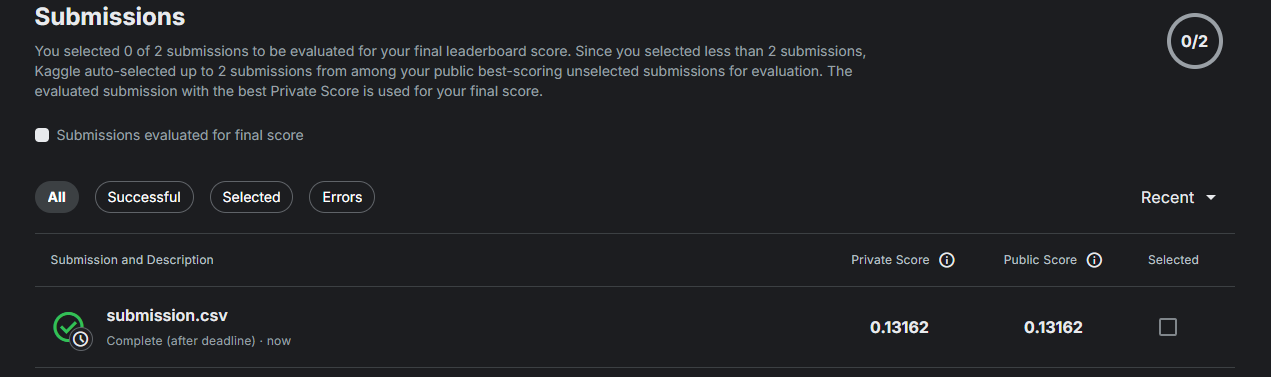 Submissions
You selected 0 of 2 submissions to be evaluated for your final leaderboard score. Since you selected less than 2 submissions,
Kaggle auto-selected up to 2 submissions from among your public best-scoring unselected submissions for evaluation. The
evaluated submission with the best Private Score is used for your final score.
0/2
Submissions evaluated for final score
All Successful Selected Errors Recent
Submission and Description Private Score Public Score Selected
submission.csv
Complete (after deadline) · now
0.13162 0.13162